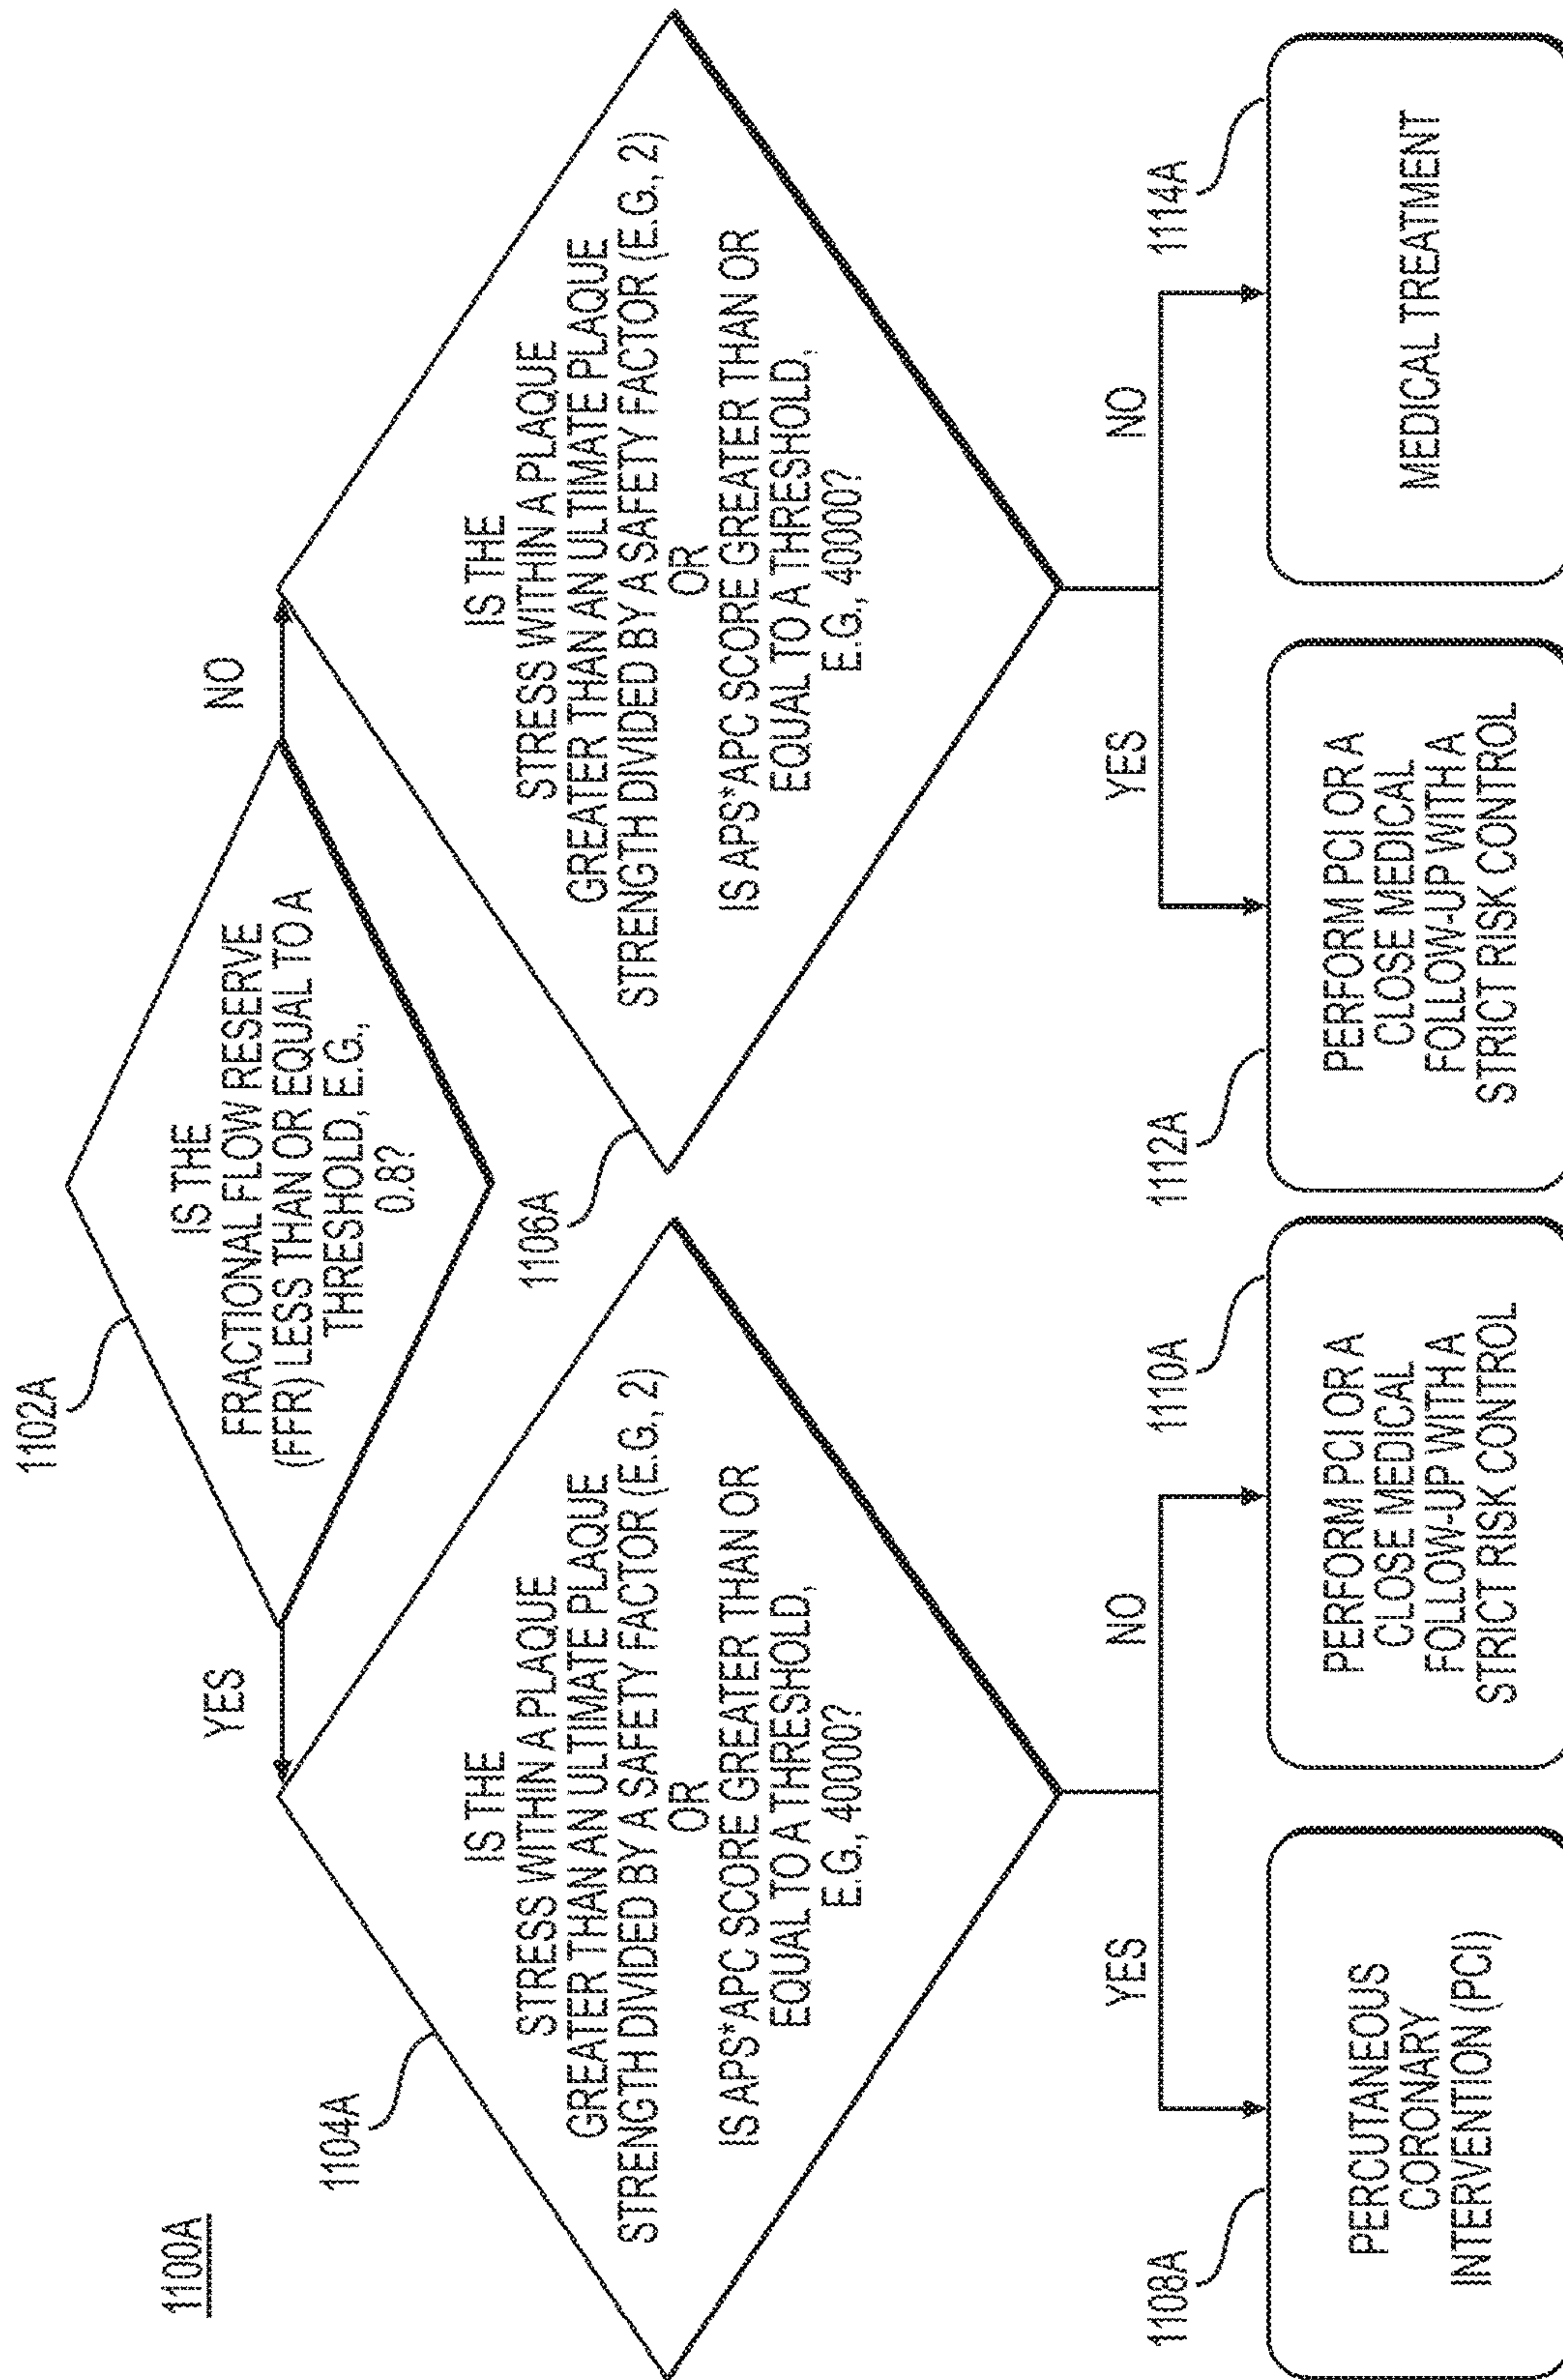 1100A
1102A
IS THE
FRACTIONAL FLOW RESERVE
(FFR) LESS THAN OR EQUAL TO A
THRESHOLD, E.G.,
0.8?
YES
NO
1104A
IS THE
STRESS WITHIN A PLAQUE
GREATER THAN AN ULTIMATE PLAQUE
STRENGTH DIVIDED BY A SAFETY FACTOR (E.G., 2)
OR
IS APS*APC SCORE GREATER THAN OR
EQUAL TO A THRESHOLD,
E.G., 40000?
1106A
IS THE
STRESS WITHIN A PLAQUE
GREATER THAN AN ULTIMATE PLAQUE
STRENGTH DIVIDED BY A SAFETY FACTOR (E.G., 2)
OR
IS APS*APC SCORE GREATER THAN OR
EQUAL TO A THRESHOLD,
E.G., 40000?
YES
NO
YES
NO
1108A
PERCUTANEOUS
CORONARY
INTERVENTION (PCI)
1110A
PERFORM PCI OR A
CLOSE MEDICAL
FOLLOW-UP WITH A
STRICT RISK CONTROL
1112A
PERFORM PCI OR A
CLOSE MEDICAL
FOLLOW-UP WITH A
STRICT RISK CONTROL
1114A
MEDICAL TREATMENT